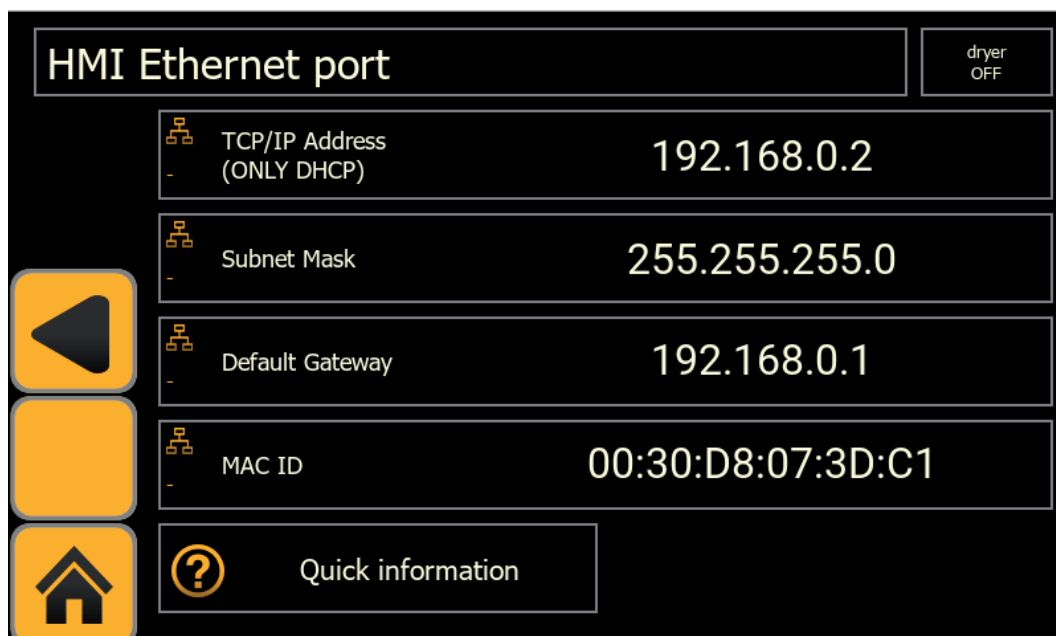 HMI Ethernet port
dryer
OFF
TCP/IP Address
(ONLY DHCP)
192.168.0.2
-
Subnet Mask
255.255.255.0
-
Default Gateway
192.168.0.1
-
MAC ID
00:30:D8:07:3D:C1
-
?
Quick information